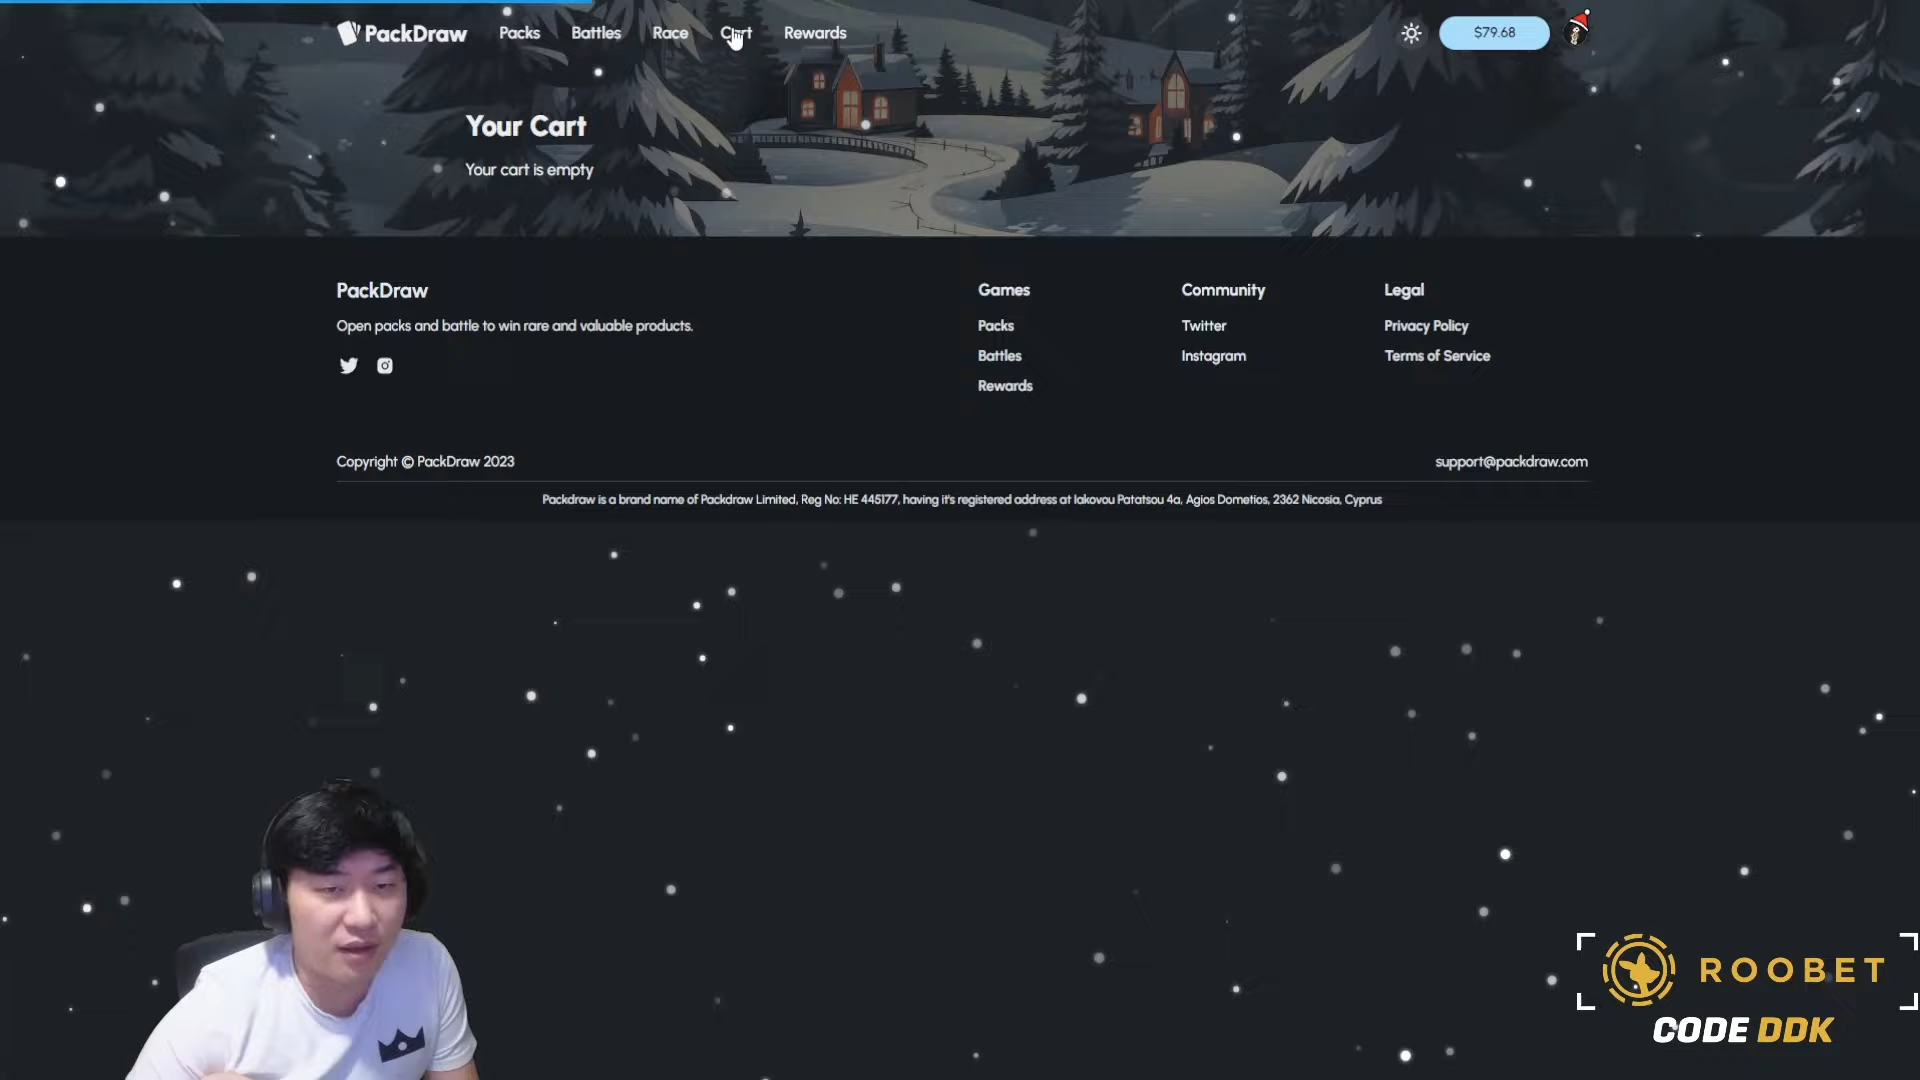 PackDraw
Packs
Battles
Race
Cart
Rewards
$79.68
Your Cart
Your cart is empty
PackDraw
Open packs and battle to win rare and valuable products.
Games
Packs
Battles
Rewards
Community
Twitter
Instagram
Legal
Privacy Policy
Terms of Service
Copyright © PackDraw 2023
support@packdraw.com
Packdraw is a brand name of Packdraw Limited, Reg No: HE 445177, having it's registered address at Iakovou Patatsou 4a, Agios Dometios, 2362 Nicosia, Cyprus
ROOBET
CODE DDK